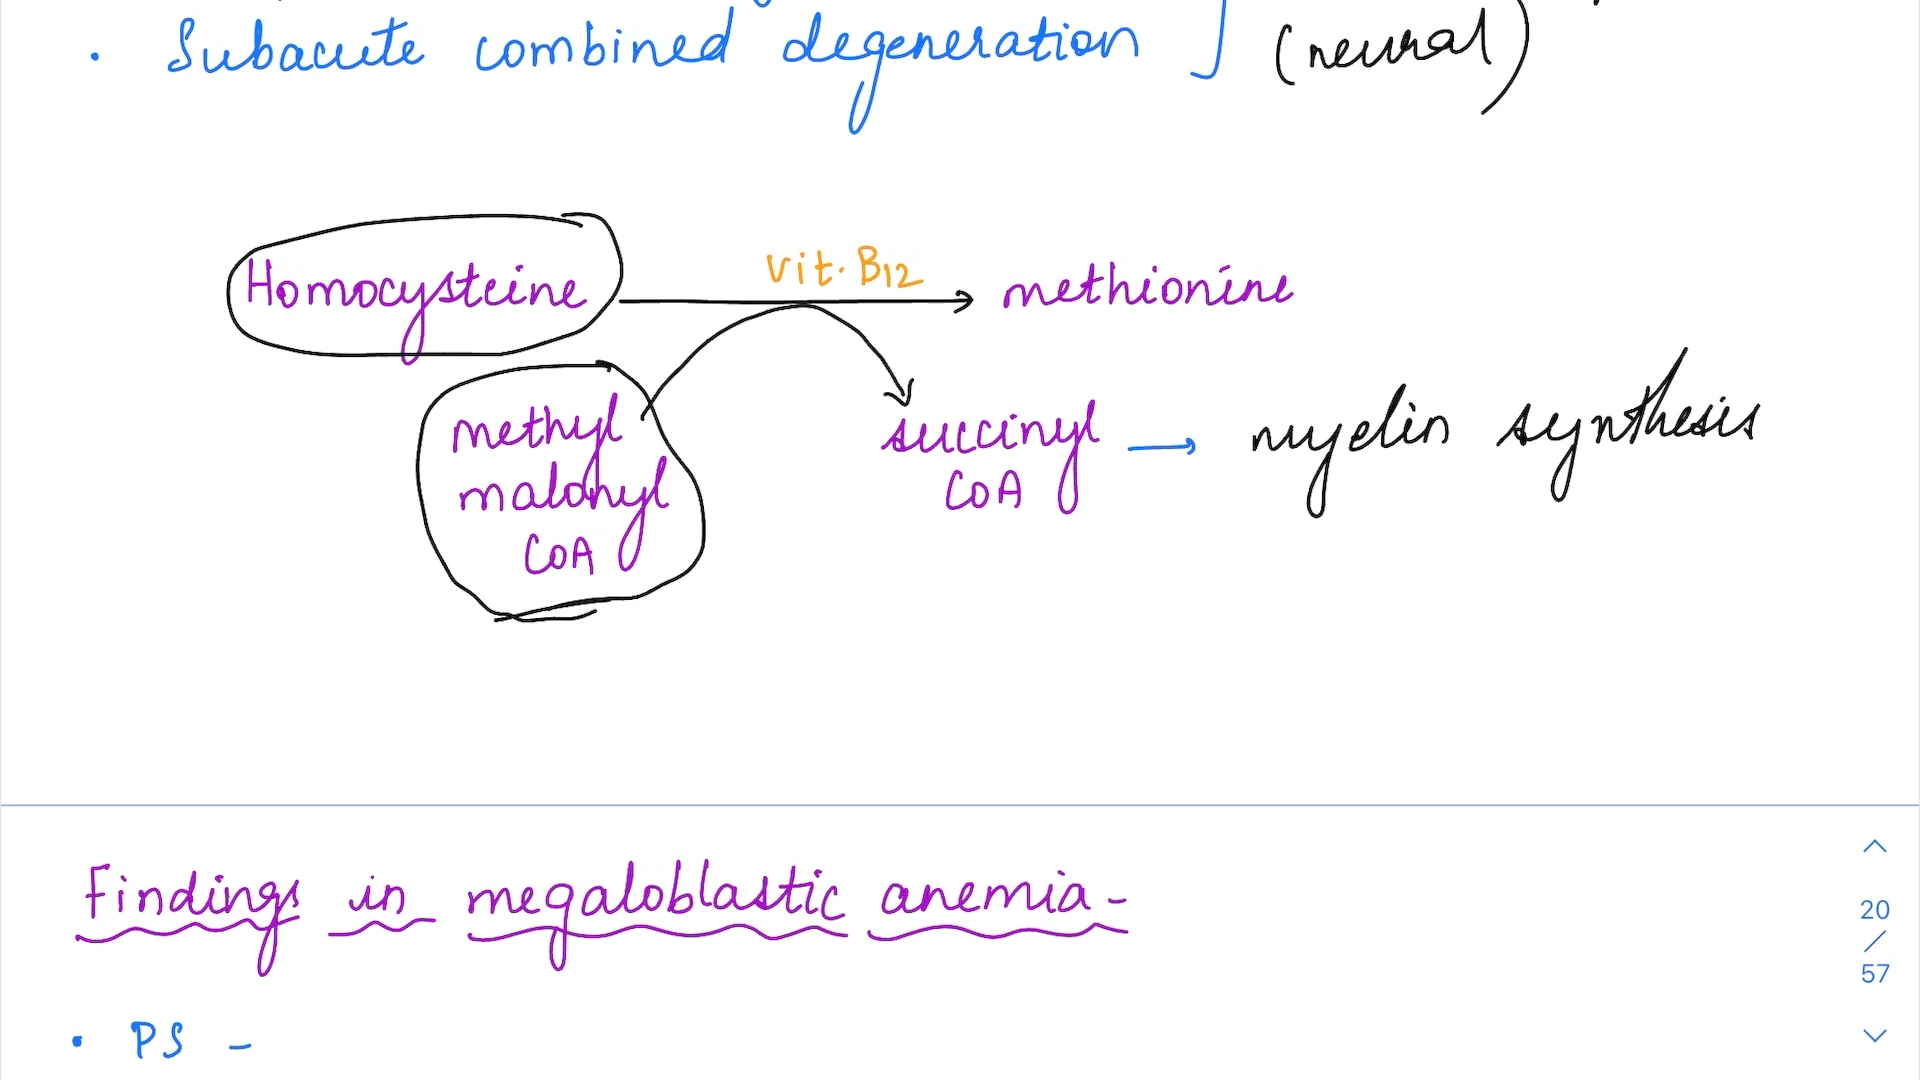 • Subacute combined degeneration ] (neural)
vit. B12
Homocysteine → methionine
methyl malonyl CoA
succinyl CoA → myelin synthesis
Findings in megaloblastic anemia -
20
/
57
• PS -